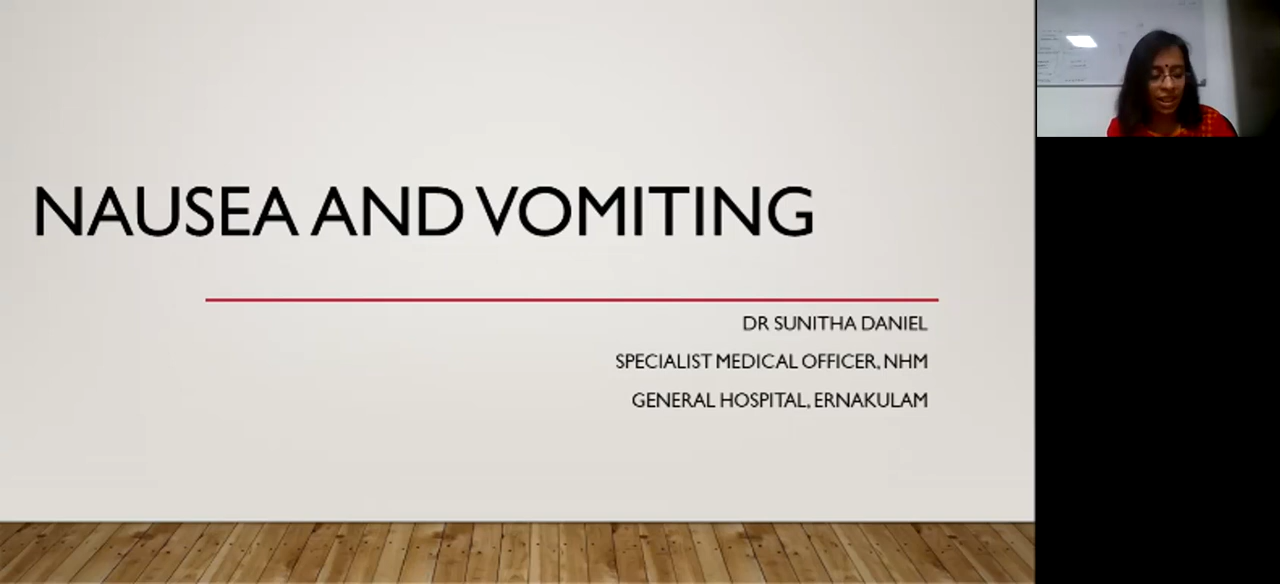 NAUSEA AND VOMITING
DR SUNITHA DANIEL
SPECIALIST MEDICAL OFFICER, NHM
GENERAL HOSPITAL, ERNAKULAM